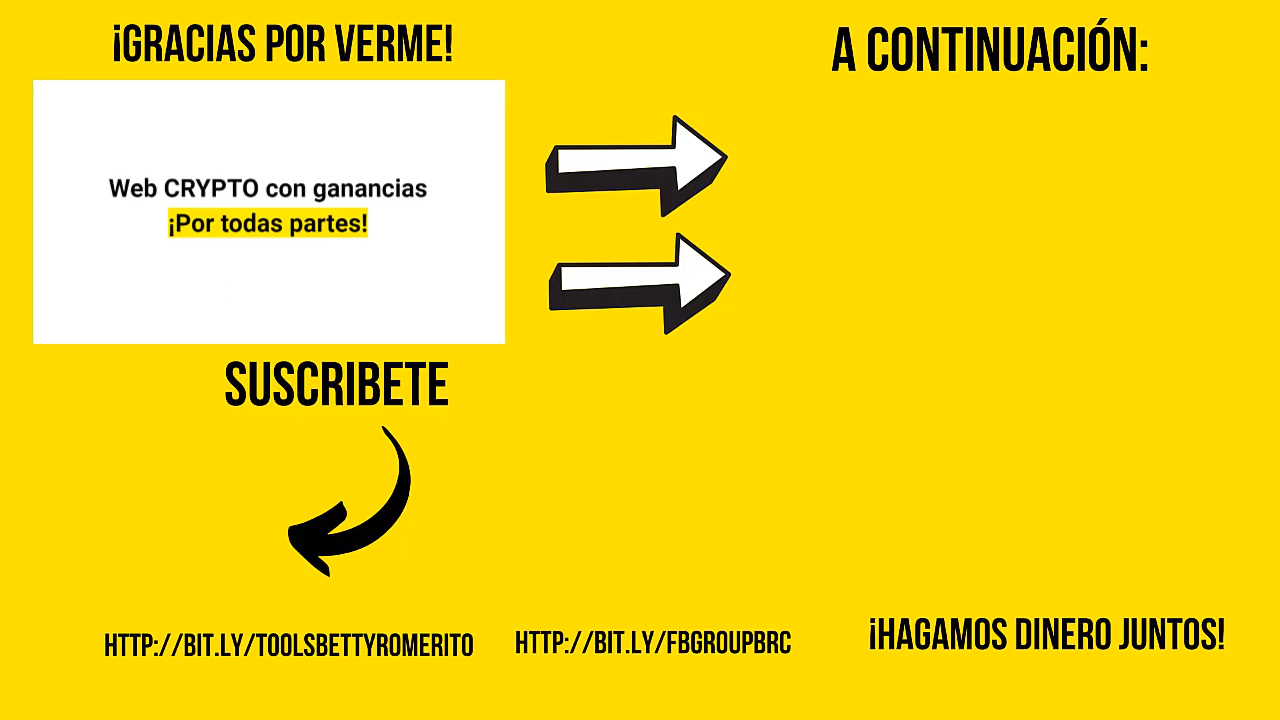 ¡GRACIAS POR VERME!
A CONTINUACIÓN:
Web CRYPTO con ganancias
¡Por todas partes!
SUSCRIBETE
HTTP://BIT.LY/TOOLSBETTYROMERITO
HTTP://BIT.LY/FBGROUPBRC
¡HAGAMOS DINERO JUNTOS!